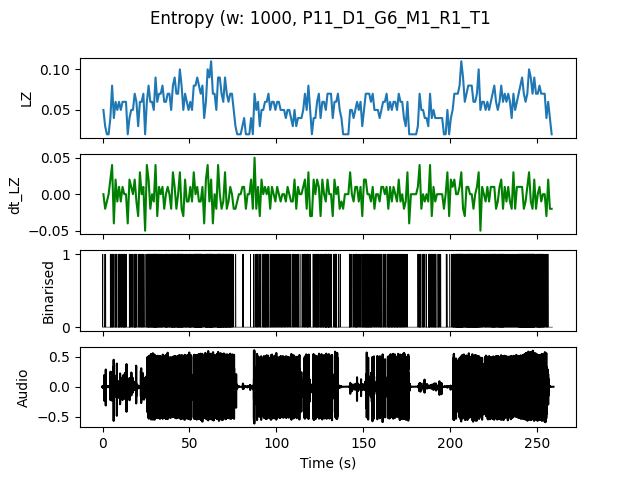 Entropy (w: 1000, P11_D1_G6_M1_R1_T1
0.10
0.05
LZ
0.05
0.00
−0.05
dt_LZ
1
0
Binarised
0.5
0.0
−0.5
Audio
0 50 100 150 200 250
Time (s)